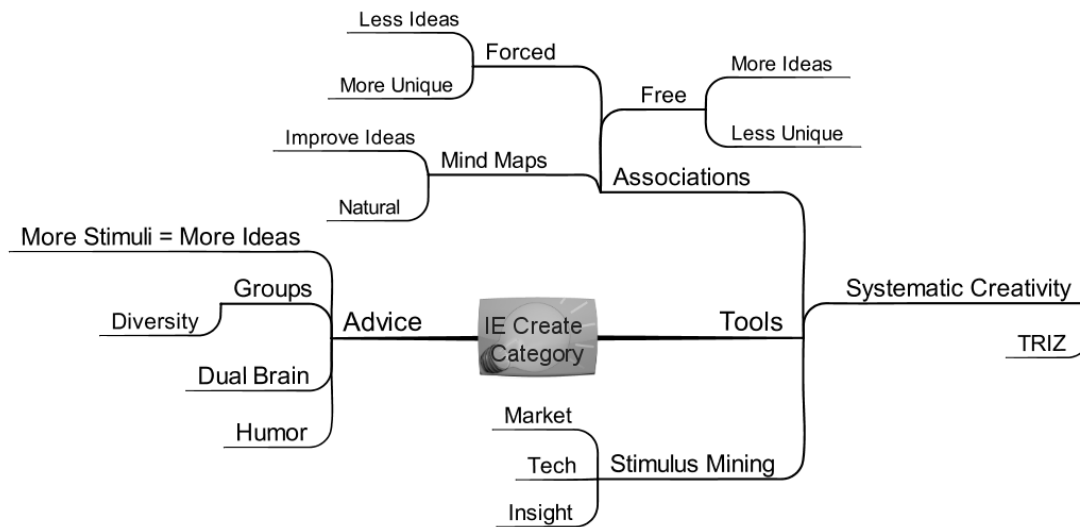 Less Ideas
Forced
More Unique
More Ideas
Free
Less Unique
Improve Ideas
Mind Maps
Natural
Associations
More Stimuli = More Ideas
Groups
Diversity
Advice
Dual Brain
Humor
IE Create
Category
Tools
Systematic Creativity
TRIZ
Market
Tech
Stimulus Mining
Insight